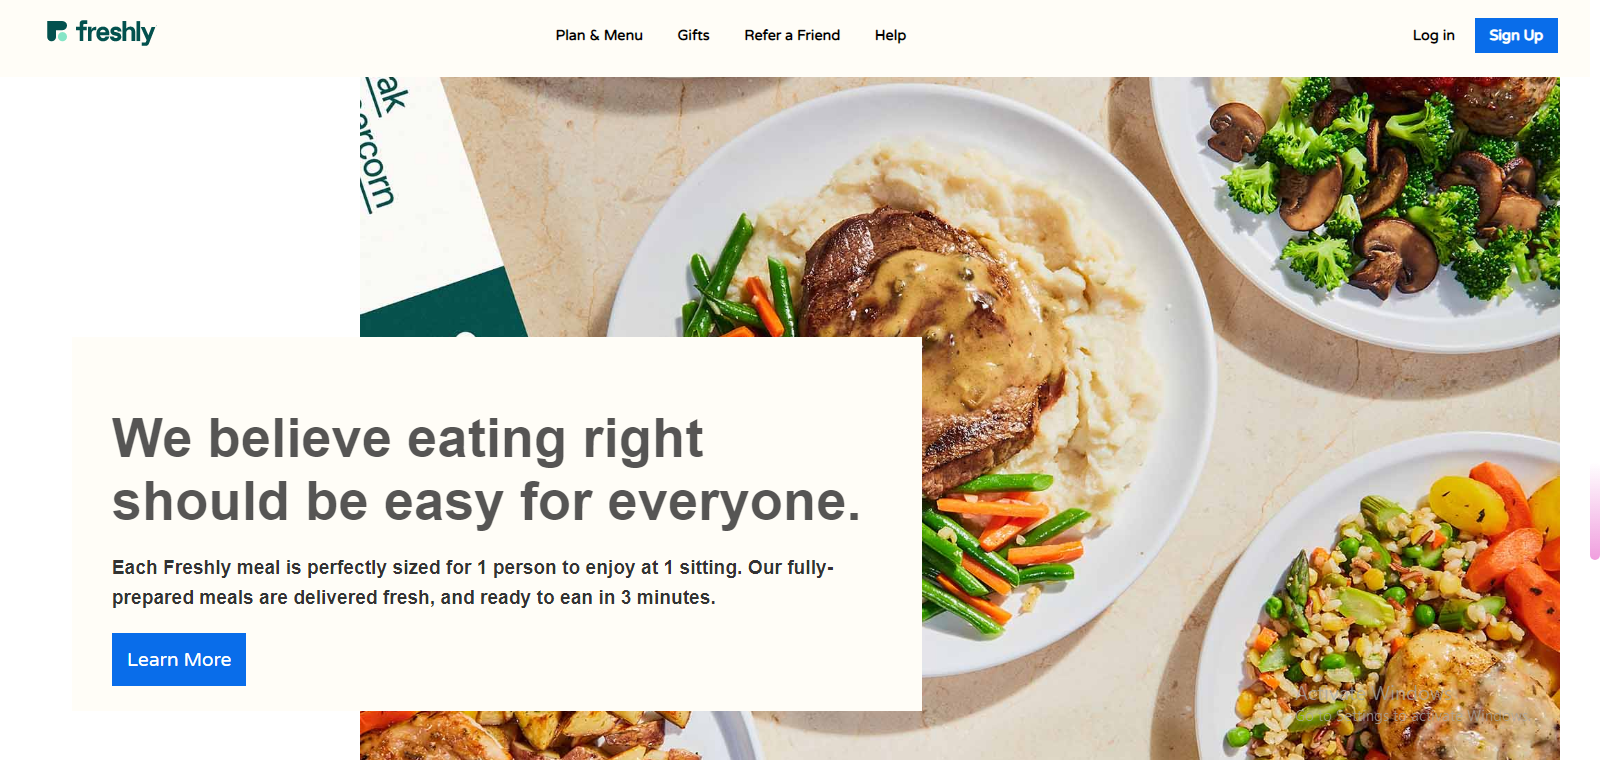 freshly
Plan & Menu
Gifts
Refer a Friend
Help
Log in
Sign Up
ak
ercorn
We believe eating right
should be easy for everyone.
Each Freshly meal is perfectly sized for 1 person to enjoy at 1 sitting. Our fully-
prepared meals are delivered fresh, and ready to ean in 3 minutes.
Learn More
Activate Windows
Go to Settings to activate Windows.